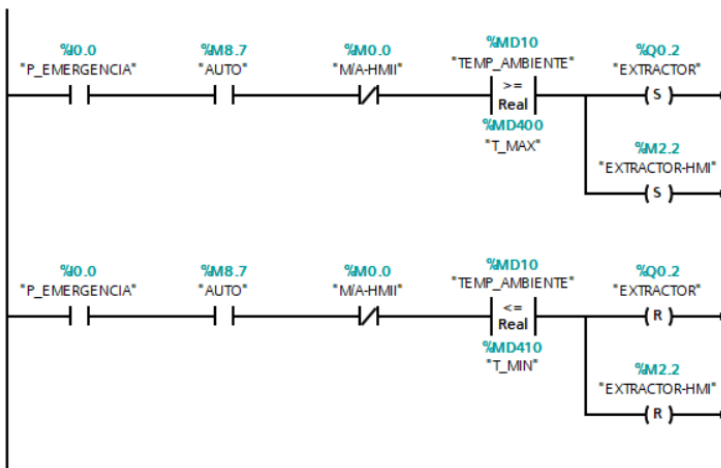 %I0.0 %M8.7 %M0.0 %MD10 %Q0.2
"P_EMERGENCIA" "AUTO" "M/A-HMII" "TEMP_AMBIENTE" "EXTRACTOR"
>=
Real
S
%MD400
"T_MAX"
%M2.2
"EXTRACTOR-HMI"
S
%I0.0 %M8.7 %M0.0 %MD10 %Q0.2
"P_EMERGENCIA" "AUTO" "M/A-HMII" "TEMP_AMBIENTE" "EXTRACTOR"
<=
Real
R
%MD410
"T_MIN"
%M2.2
"EXTRACTOR-HMI"
R